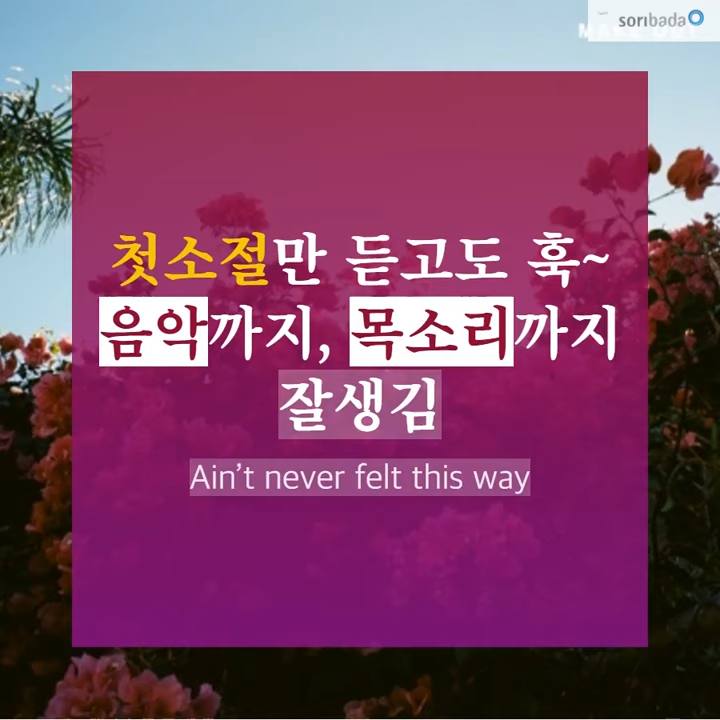 sorıbada
첫소절만 듣고도 훅~
음악까지, 목소리까지
잘생김
Ain't never felt this way